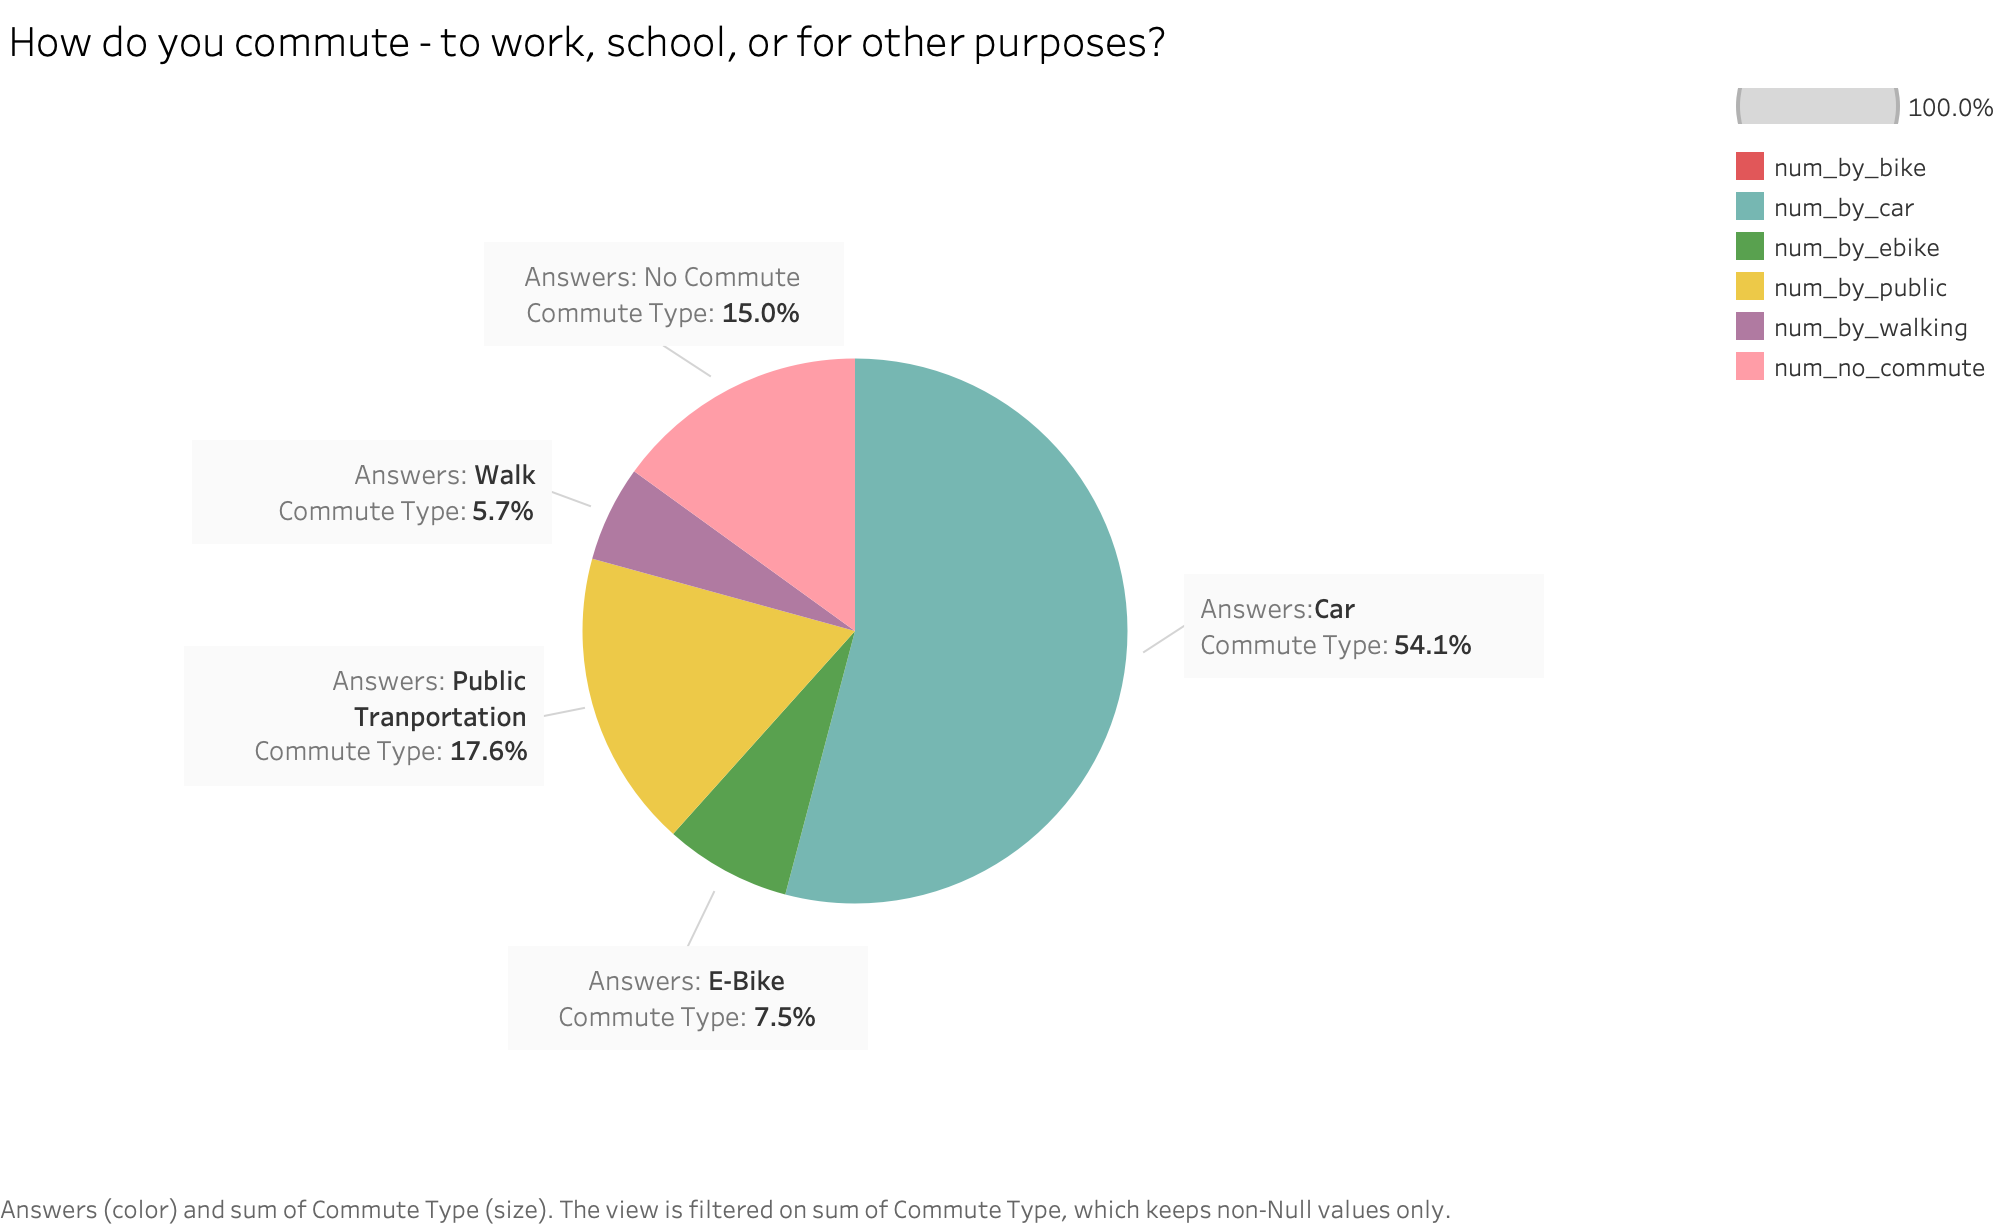 How do you commute - to work, school, or for other purposes?
100.0%
num_by_bike
num_by_car
num_by_ebike
num_by_public
num_by_walking
num_no_commute
Answers: No Commute
Commute Type: 15.0%
Answers: Walk
Commute Type: 5.7%
Answers:Car
Commute Type: 54.1%
Answers: Public
Tranportation
Commute Type: 17.6%
Answers: E-Bike
Commute Type: 7.5%
Answers (color) and sum of Commute Type (size). The view is filtered on sum of Commute Type, which keeps non-Null values only.